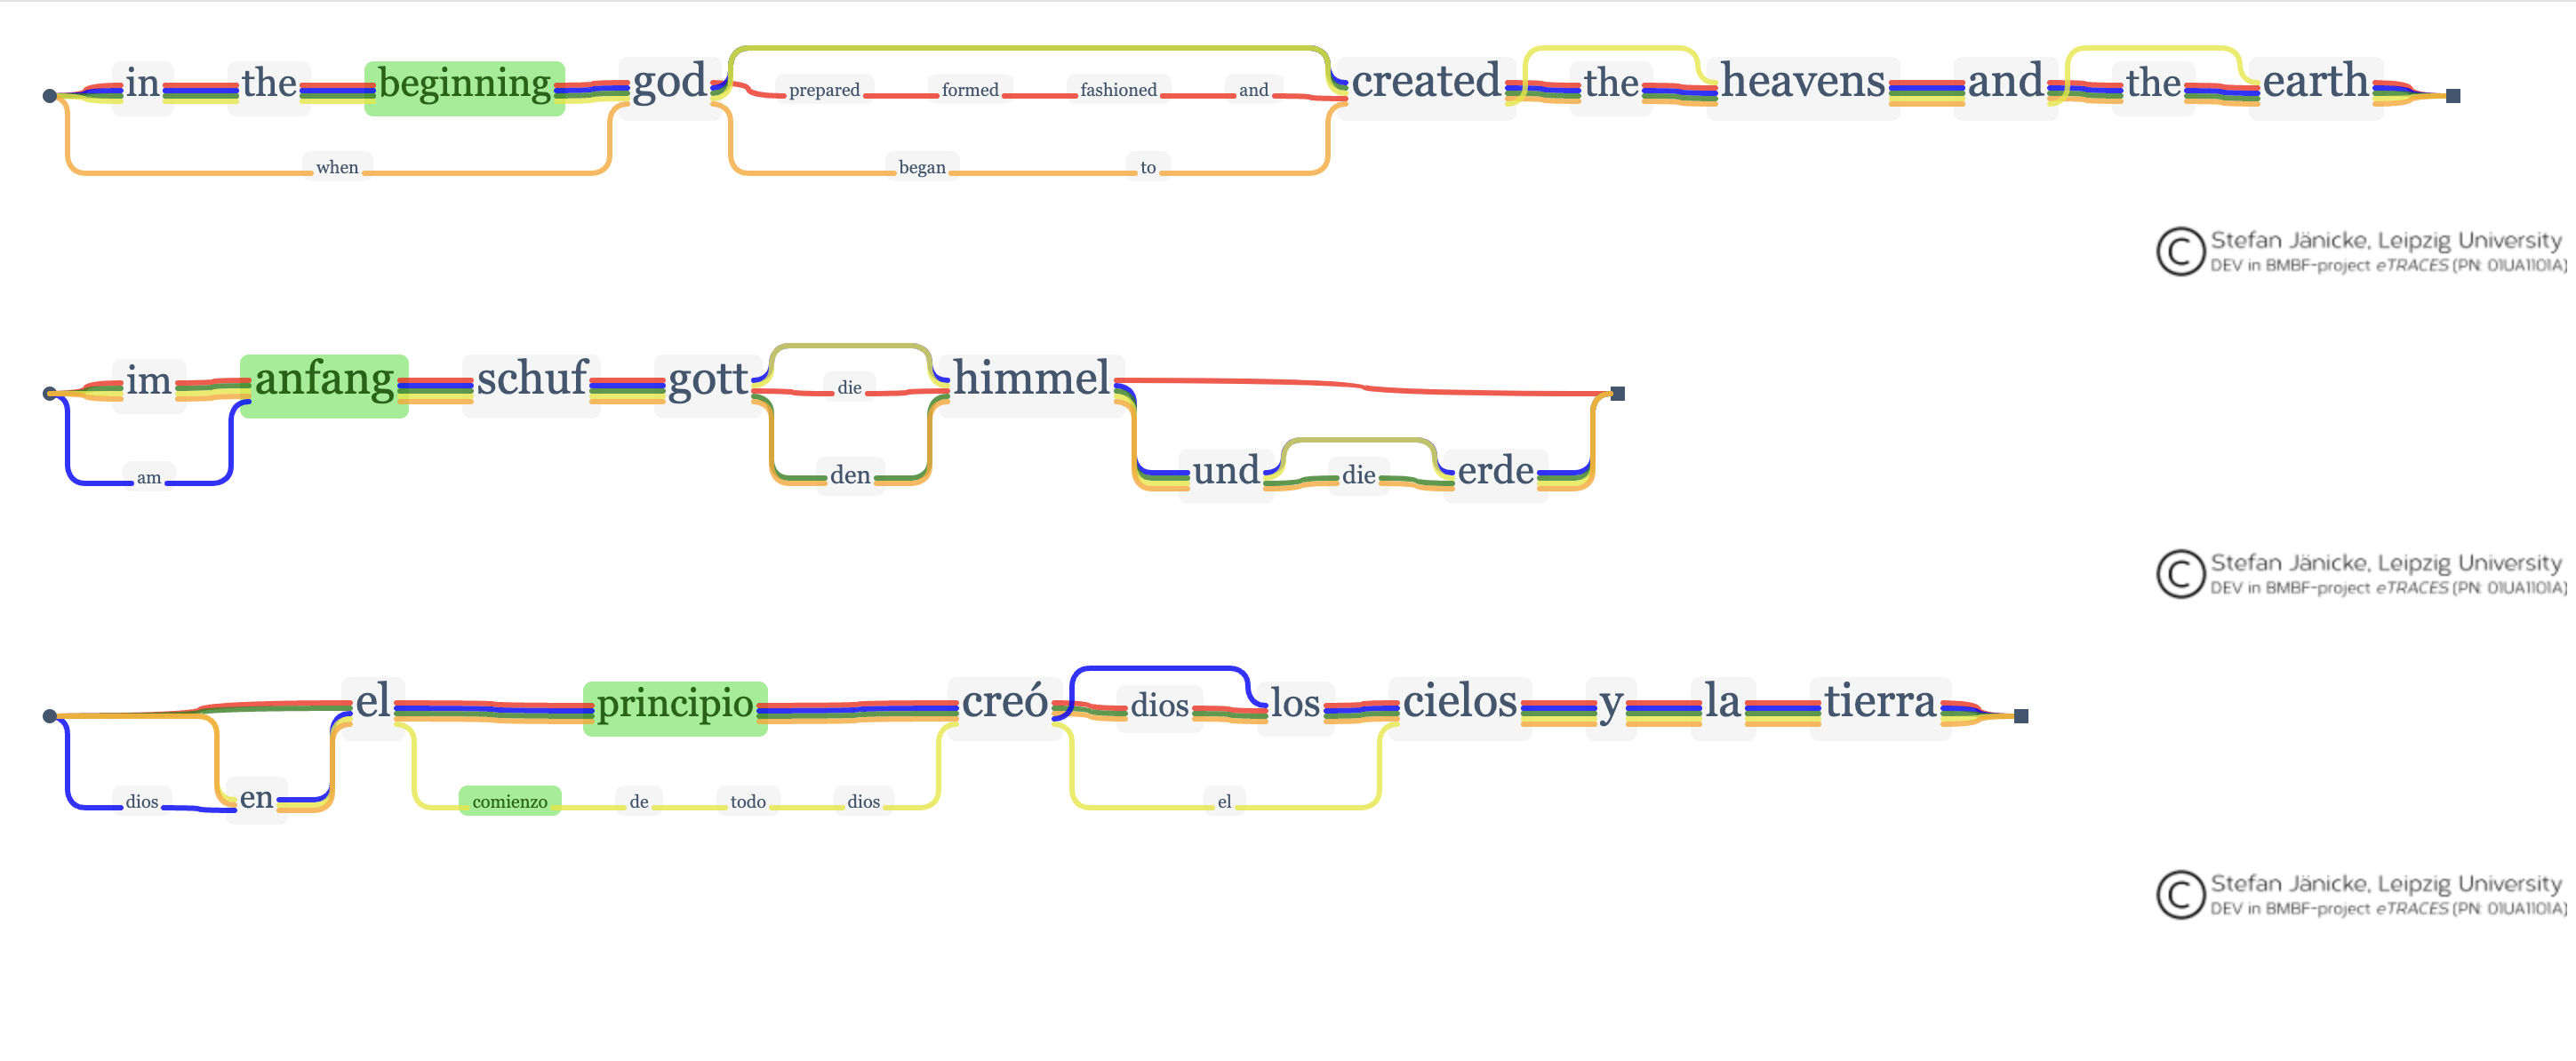 in the beginning god prepared formed fashioned and created the heavens and the earth
when began to
© Stefan Jänicke, Leipzig University
DEV in BMBF-project eTRACES (PN: 01UA1101A)
im anfang schuf gott die himmel
am den und die erde
© Stefan Jänicke, Leipzig University
DEV in BMBF-project eTRACES (PN: 01UA1101A)
el principio creó dios los cielos y la tierra
dios en comienzo de todo dios el
© Stefan Jänicke, Leipzig University
DEV in BMBF-project eTRACES (PN: 01UA1101A)